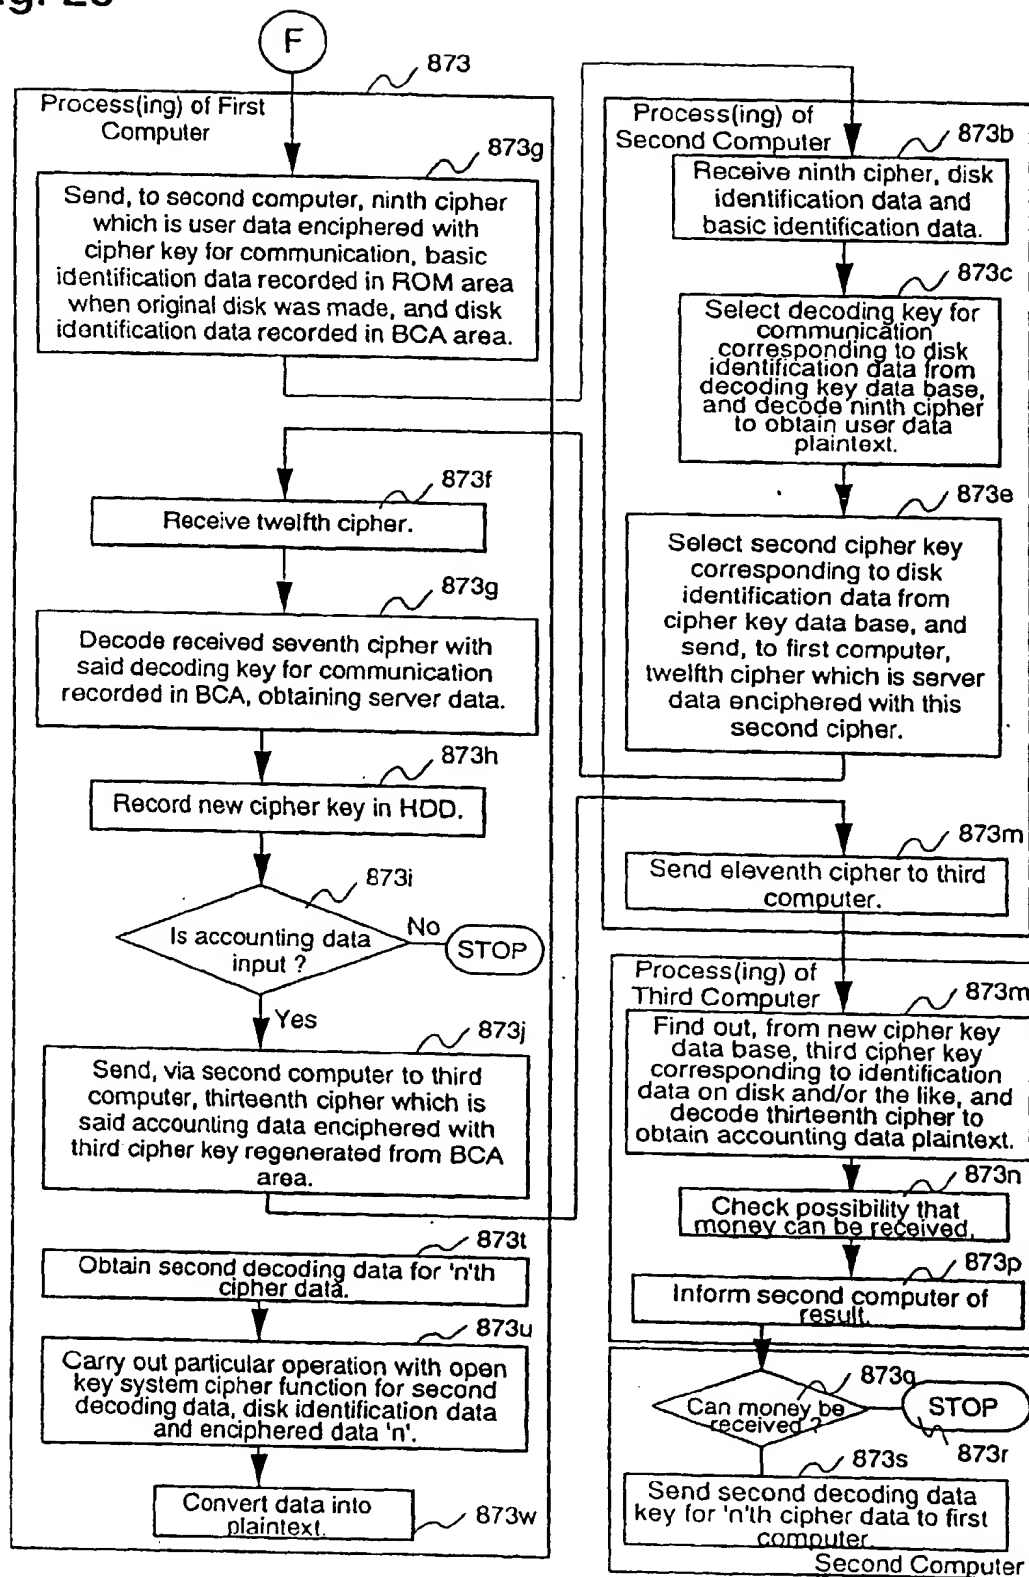 F
873
Process(ing) of First
Computer
873g
Send, to second computer, ninth cipher
which is user data enciphered with
cipher key for communication, basic
identification data recorded in ROM area
when original disk was made, and disk
identification data recorded in BCA area.
873f
Receive twelfth cipher.
873g
Decode received seventh cipher with
said decoding key for communication
recorded in BCA, obtaining server data.
873h
Record new cipher key in HDD.
873i
Is accounting data
input ?
No
STOP
Yes
873j
Send, via second computer to third
computer, thirteenth cipher which is
said accounting data enciphered with
third cipher key regenerated from BCA
area.
873t
Obtain second decoding data for 'n'th
cipher data.
873u
Carry out particular operation with open
key system cipher function for second
decoding data, disk identification data
and enciphered data 'n'.
Convert data into
plaintext.
873w
Process(ing) of
Second Computer
873b
Receive ninth cipher, disk
identification data and
basic identification data.
873c
Select decoding key for
communication
corresponding to disk
identification data from
decoding key data base,
and decode ninth cipher
to obtain user data
plaintext.
873e
Select second cipher key
corresponding to disk
identification data from
cipher key data base, and
send, to first computer,
twelfth cipher which is server
data enciphered with this
second cipher.
873m
Send eleventh cipher to third
computer.
Process(ing) of
Third Computer
873m
Find out, from new cipher key
data base, third cipher key
corresponding to identification
data on disk and/or the like, and
decode thirteenth cipher to
obtain accounting data plaintext.
873n
Check possibility that
money can be received.
873p
Inform second computer of
result.
873q
Can money be
received ?
STOP
873r
873s
Send second decoding data
key for 'n'th cipher data to first
computer.
Second Computer